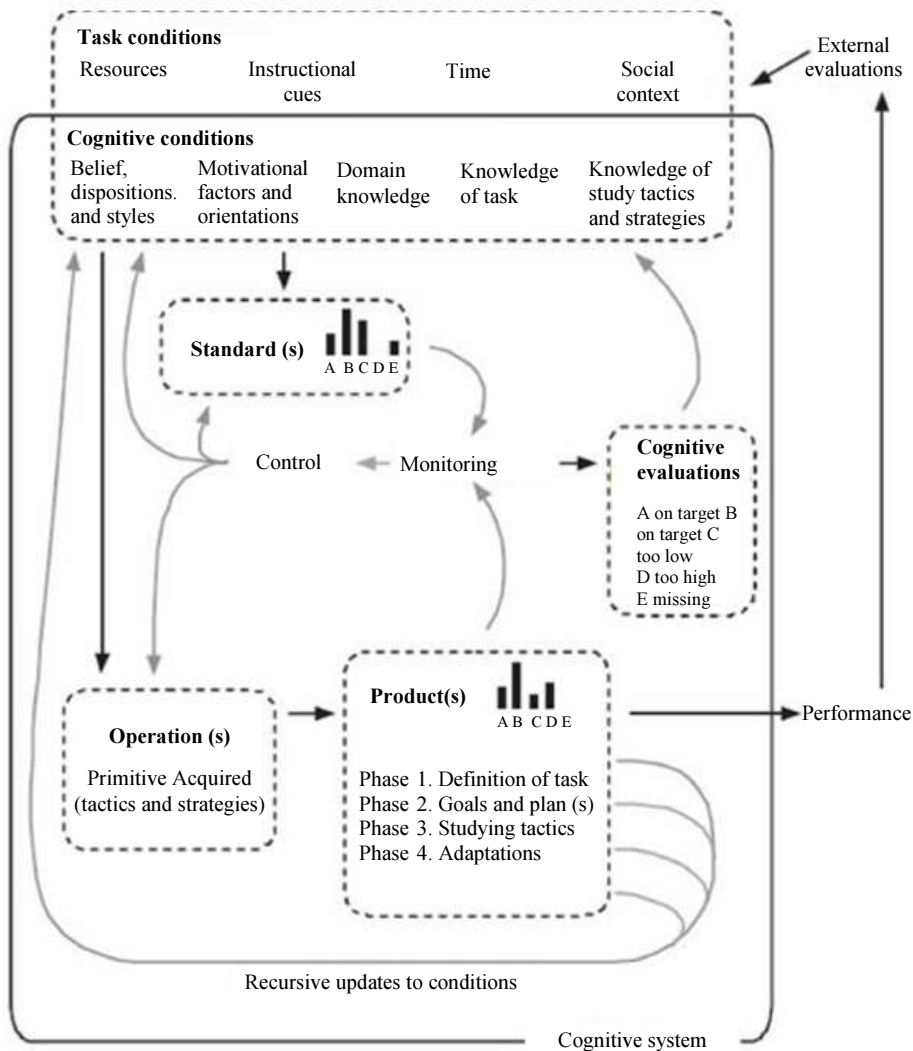 Task conditions
External
evaluations
Resources
Instructional
cues
Time
Social
context
Cognitive conditions
Belief,
dispositions.
and styles
Motivational
factors and
orientations
Domain
knowledge
Knowledge
of task
Knowledge of
study tactics
and strategies
Standard (s)
A B C D E
Control
Monitoring
Cognitive
evaluations
A on target B
on target C
too low
D too high
E missing
Operation (s)
Primitive Acquired
(tactics and strategies)
Product(s)
A B C D E
Phase 1. Definition of task
Phase 2. Goals and plan (s)
Phase 3. Studying tactics
Phase 4. Adaptations
Performance
Recursive updates to conditions
Cognitive system